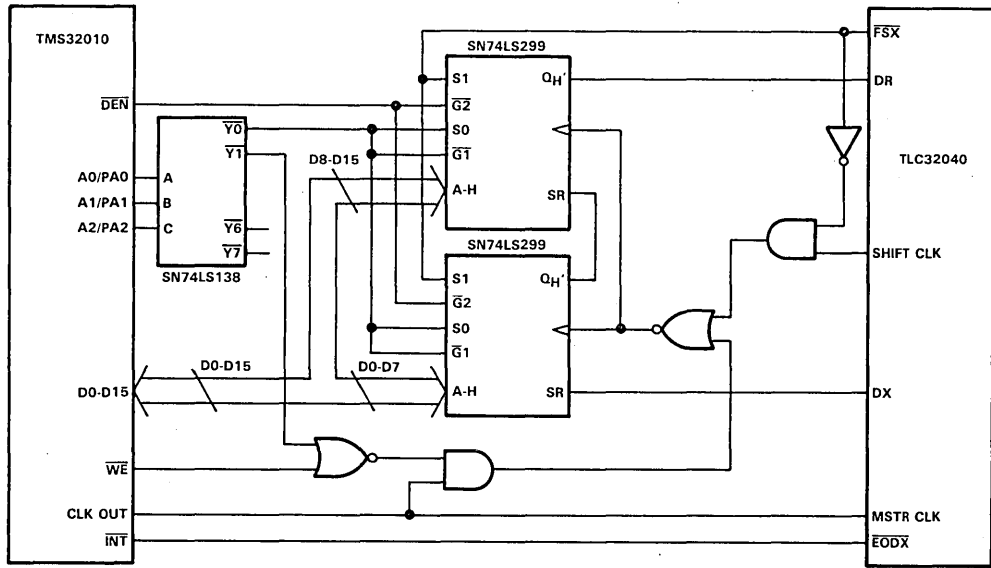 TMS32010
DEN
A0/PA0
A1/PA1
A2/PA2
D0-D15
WE
CLK OUT
INT
A
B
C
Y0
Y1
Y6
Y7
SN74LS138
D8-D15
D0-D15
D0-D7
SN74LS299
S1
G2
S0
G1
A-H
QH'
SR
SN74LS299
S1
G2
S0
G1
A-H
QH'
SR
FSX
DR
TLC32040
SHIFT CLK
DX
MSTR CLK
EODX